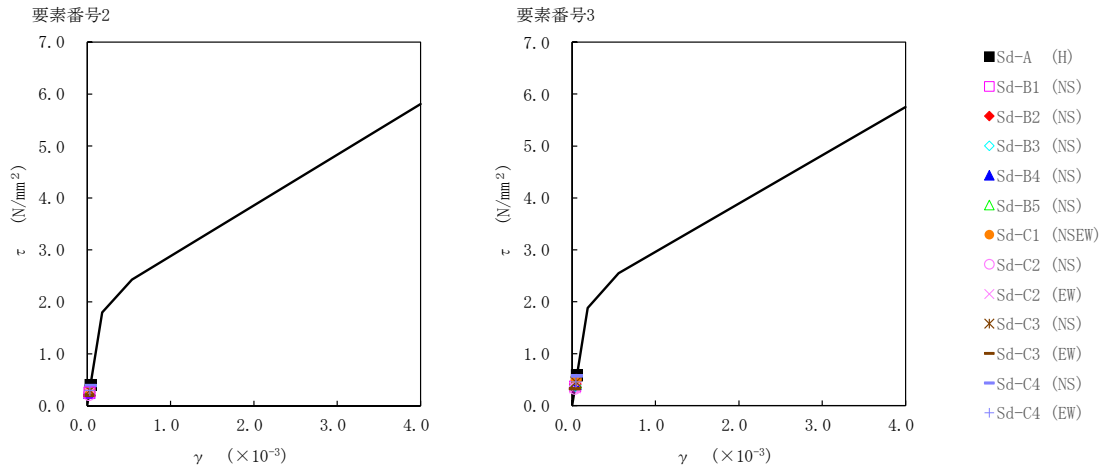 要素番号2
7.0
6.0
5.0
4.0
3.0
2.0
1.0
0.0
τ (N/mm²)
0.0 1.0 2.0 3.0 4.0
γ (×10⁻³)
要素番号3
7.0
6.0
5.0
4.0
3.0
2.0
1.0
0.0
τ (N/mm²)
0.0 1.0 2.0 3.0 4.0
γ (×10⁻³)
Sd-A (H)
Sd-B1 (NS)
Sd-B2 (NS)
Sd-B3 (NS)
Sd-B4 (NS)
Sd-B5 (NS)
Sd-C1 (NSEW)
Sd-C2 (NS)
Sd-C2 (EW)
Sd-C3 (NS)
Sd-C3 (EW)
Sd-C4 (NS)
Sd-C4 (EW)